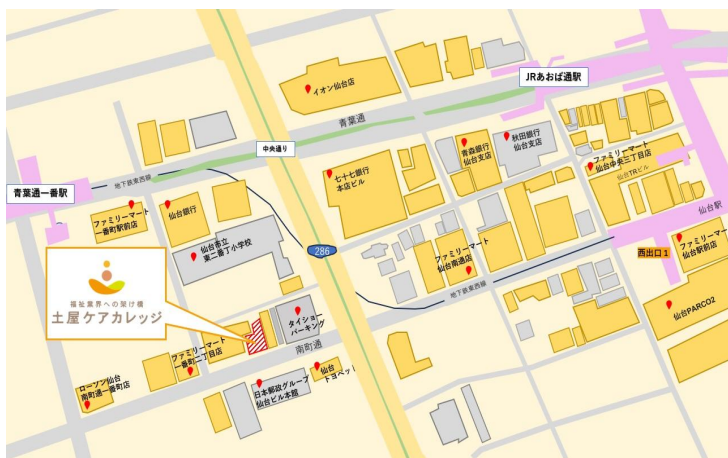 JRあおば通駅
イオン仙台店
青葉通
青森銀行
仙台支店
秋田銀行
仙台支店
中央通り
ファミリーマート
仙台中央三丁目店
仙台TRビル
七十七銀行
本店ビル
青葉通一番駅
地下鉄東西線
ファミリーマート
一番町駅前店
仙台銀行
仙台駅
仙台市立
東二番丁小学校
286
ファミリーマート
仙台南通店
西出口1
ファミリーマート
仙台駅前店
福祉業界への架け橋
土屋ケアカレッジ
地下鉄東西線
タイショー
パーキング
仙台PARCO2
南町通
ファミリーマート
一番町二丁目店
ローソン仙台
南町通一番町店
日本郵政グループ
仙台ビル本館
仙台
トヨペット